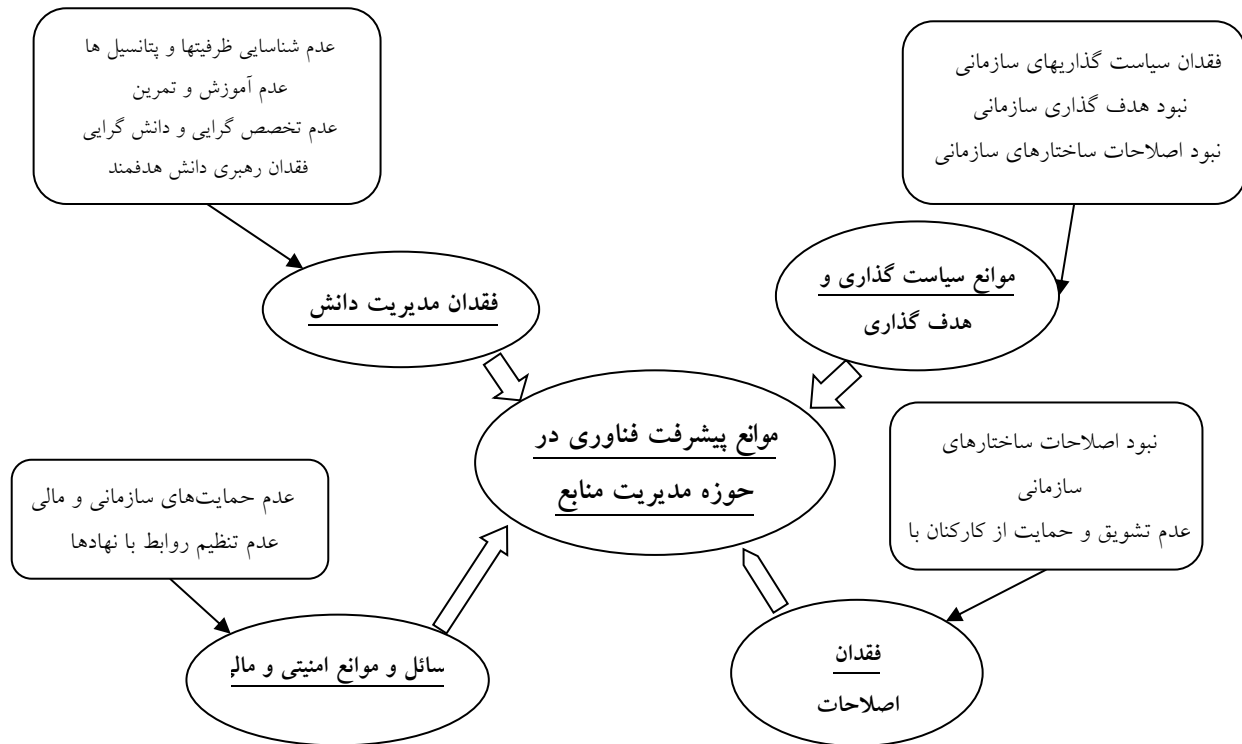 فقدان سیاست گذاریهای سازمانی
نبود هدف گذاری سازمانی
نبود اصلاحات ساختارهای سازمانی
عدم شناسایی ظرفیتها و پتانسیل ها
عدم آموزش و تمرین
عدم تخصص گرایی و دانش گرایی
فقدان رهبری دانش هدفمند
موانع سیاست گذاری و
هدف گذاری
فقدان مدیریت دانش
موانع پیشرفت فناوری در
حوزه مدیریت منابع
نبود اصلاحات ساختارهای
سازمانی
عدم تشویق و حمایت از کارکنان با
عدم حمایت‌های سازمانی و مالی
عدم تنظیم روابط با نهادها
فقدان
اصلاحات
سائل و موانع امنیتی و مالی